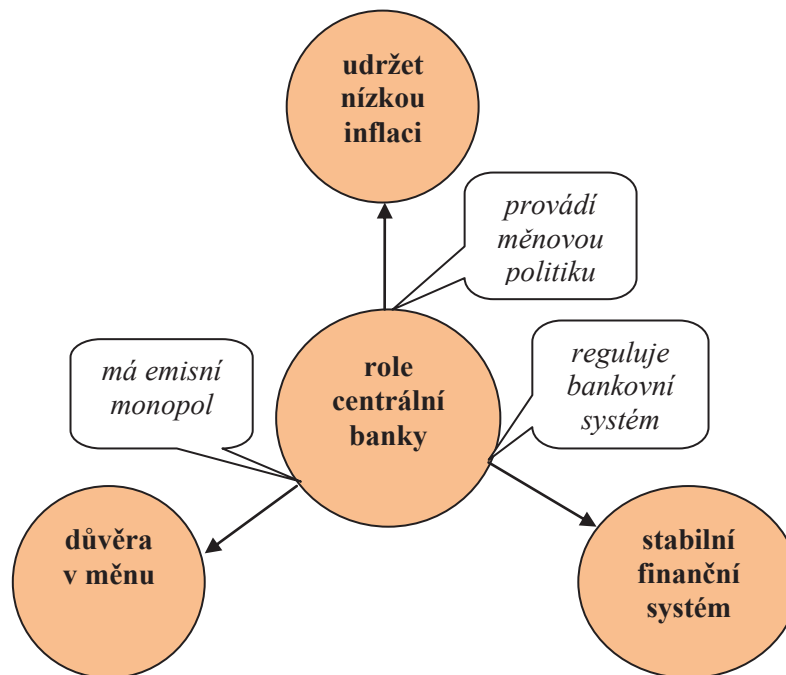 udržet
nízkou
inflaci
provádí
měnovou
politiku
má emisní
monopol
role
centrální
banky
reguluje
bankovní
systém
důvěra
v měnu
stabilní
finanční
systém